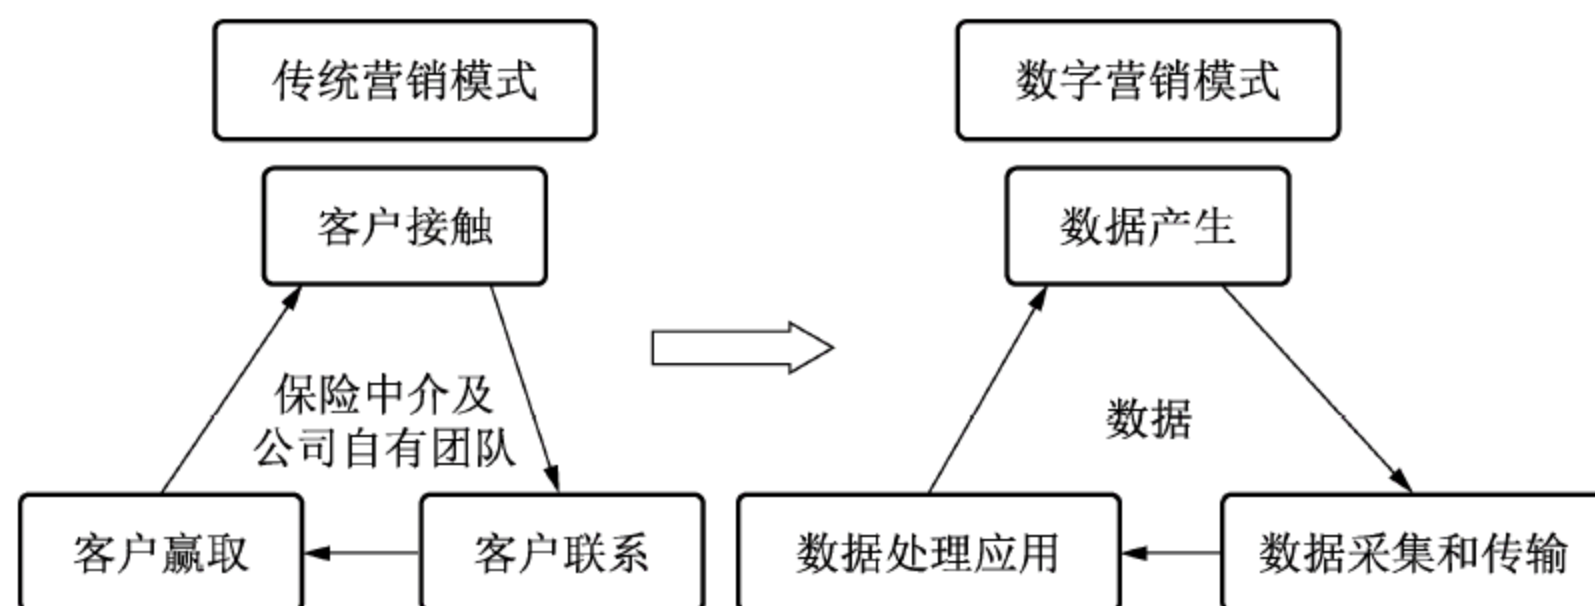 传统营销模式
客户接触
保险中介及
公司自有团队
客户赢取
客户联系
数字营销模式
数据产生
数据
数据处理应用
数据采集和传输